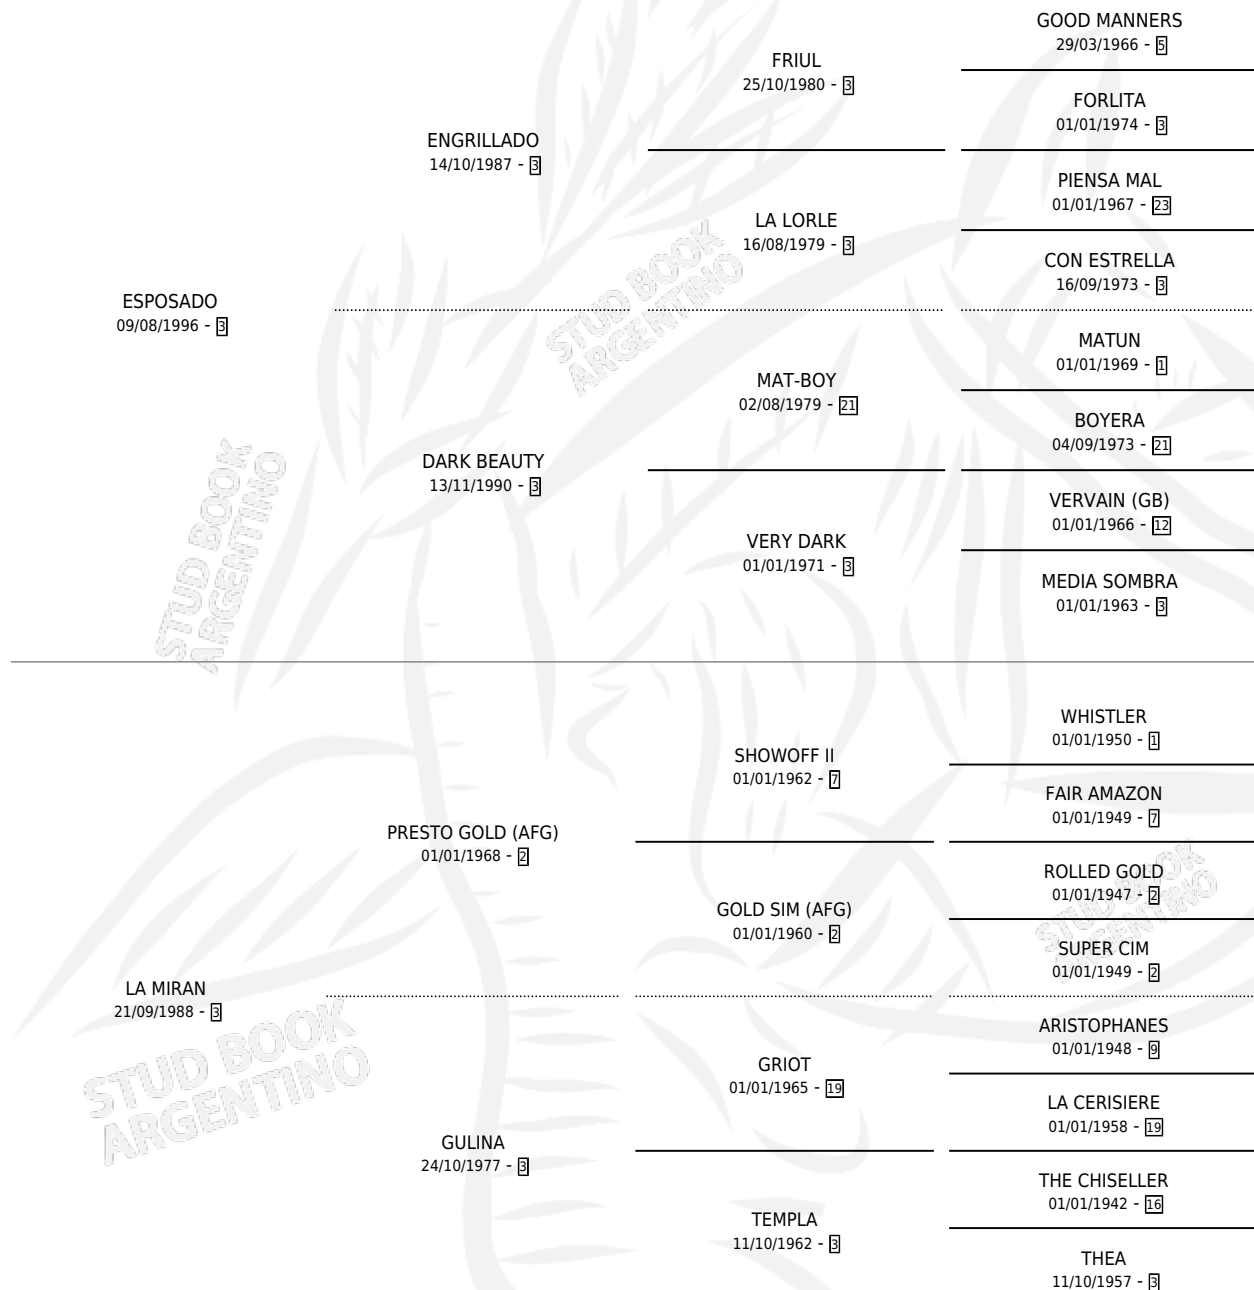 GOOD MANNERS
29/03/1966 - 5
FRIUL
25/10/1980 - 3
FORLITA
01/01/1974 - 3
ENGRILLADO
14/10/1987 - 3
PIENSA MAL
01/01/1967 - 23
LA LORLE
16/08/1979 - 3
CON ESTRELLA
16/09/1973 - 3
ESPOSADO
09/08/1996 - 3
MATUN
01/01/1969 - 1
MAT-BOY
02/08/1979 - 21
BOYERA
04/09/1973 - 21
DARK BEAUTY
13/11/1990 - 3
VERVAIN (GB)
01/01/1966 - 12
VERY DARK
01/01/1971 - 3
MEDIA SOMBRA
01/01/1963 - 3
WHISTLER
01/01/1950 - 1
SHOWOFF II
01/01/1962 - 7
FAIR AMAZON
01/01/1949 - 7
PRESTO GOLD (AFG)
01/01/1968 - 2
ROLLED GOLD
01/01/1947 - 2
GOLD SIM (AFG)
01/01/1960 - 2
SUPER CIM
01/01/1949 - 2
LA MIRAN
21/09/1988 - 3
ARISTOPHANES
01/01/1948 - 9
GRIOT
01/01/1965 - 19
LA CERISIERE
01/01/1958 - 19
GULINA
24/10/1977 - 3
THE CHISELLER
01/01/1942 - 16
TEMPLA
11/10/1962 - 3
THEA
11/10/1957 - 3
STUD BOOK
ARGENTINO
STUD BOOK
ARGENTINO
STUD BOOK
ARGENTINO
STUD BOOK
ARGENTINO